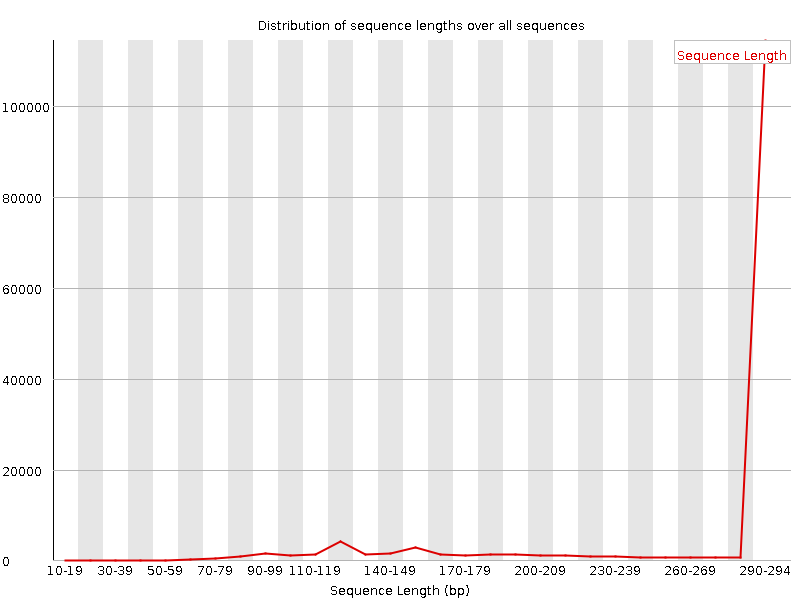 Distribution of sequence lengths over all sequences
Sequence Length
100000
80000
60000
40000
20000
0
10-19 30-39 50-59 70-79 90-99 110-119 140-149 170-179 200-209 230-239 260-269 290-294
Sequence Length (bp)